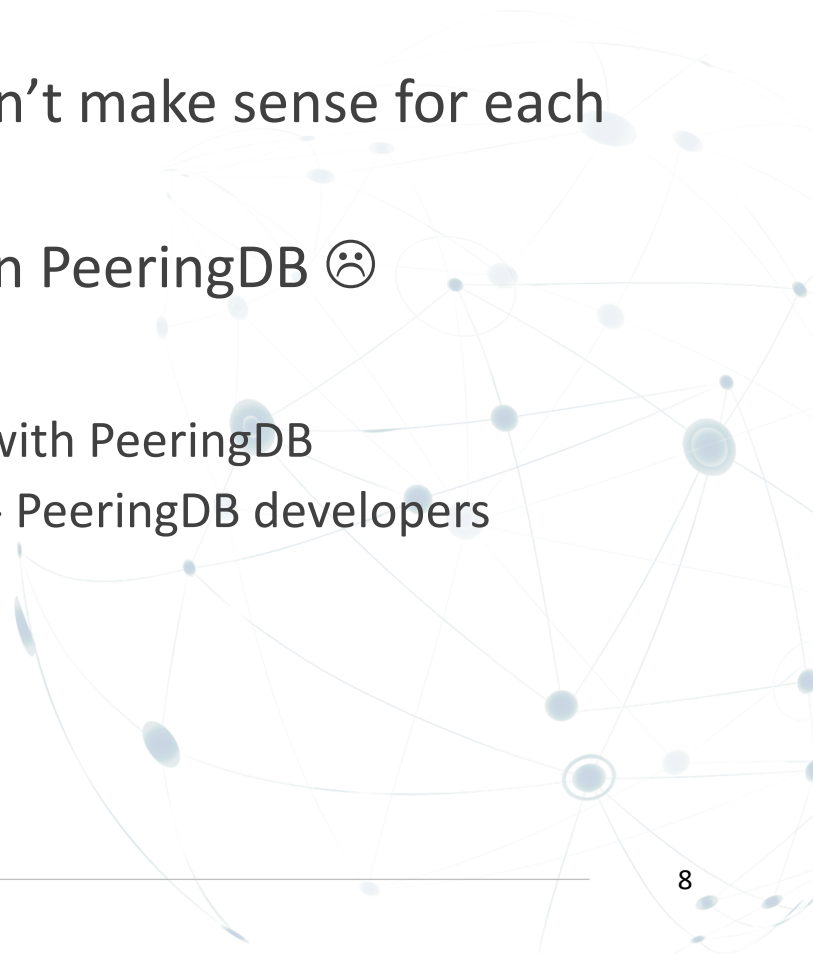 n't make sense for each
n PeeringDB ☹
with PeeringDB
- PeeringDB developers
8